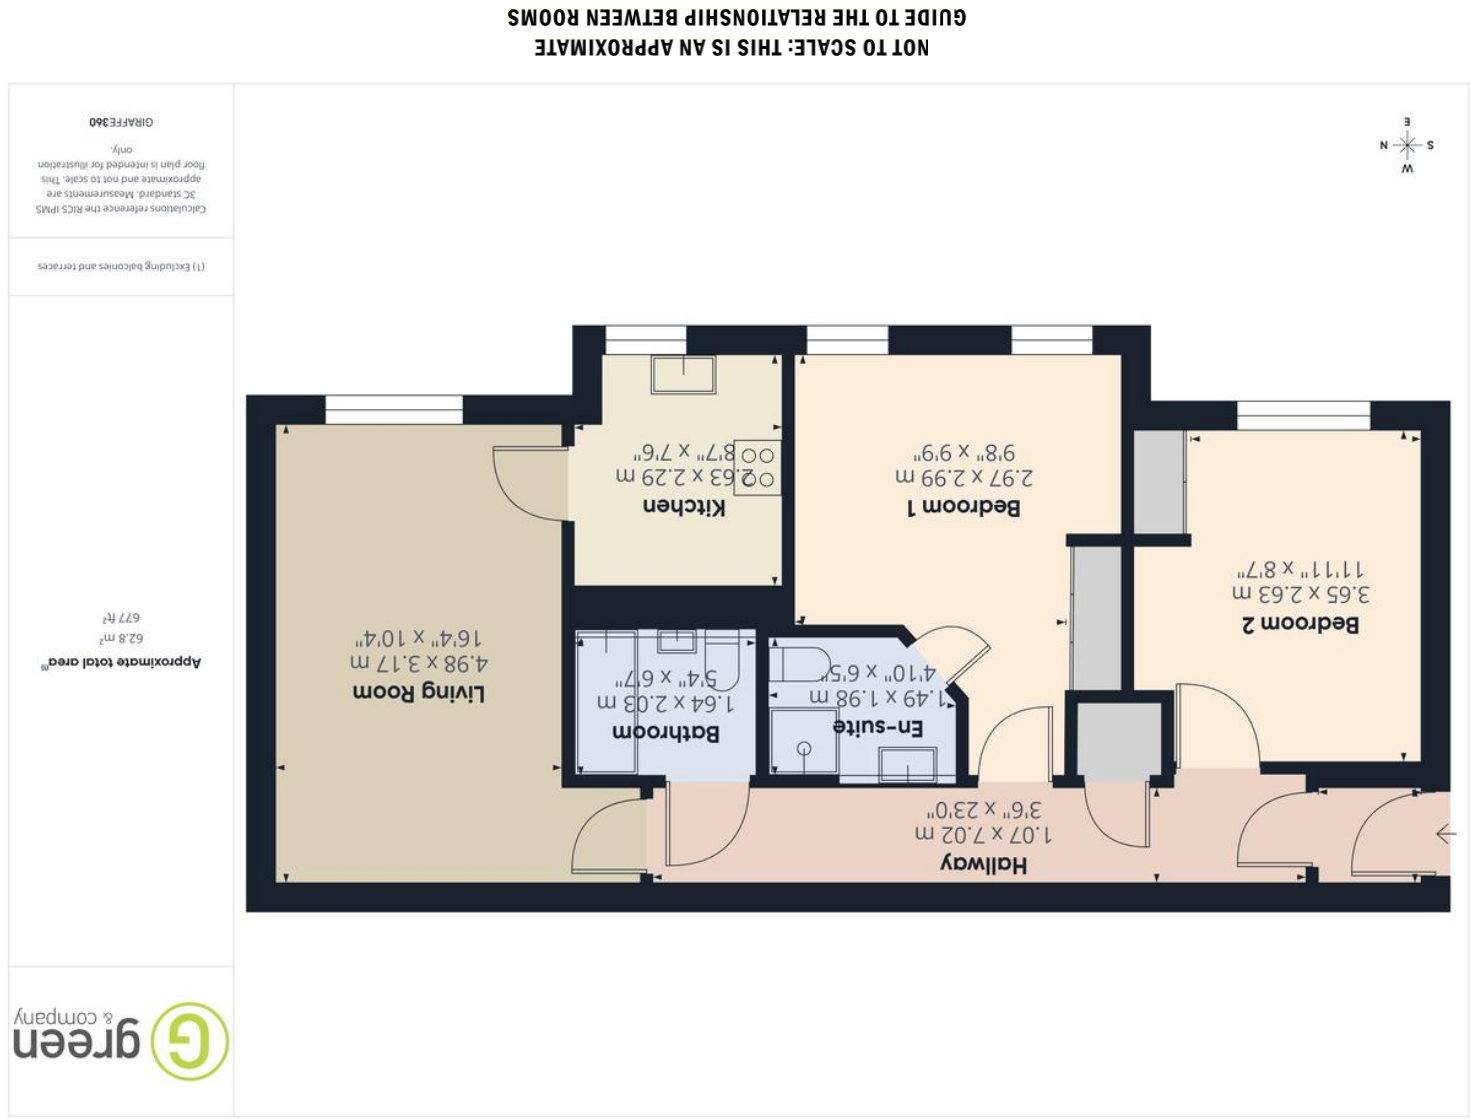 green
& company
Approximate total area⁽¹⁾
62.8 m²
677 ft²
(1) Excluding balconies and terraces
Calculations reference the RICS IPMS
3C standard. Measurements are
approximate and not to scale. This
floor plan is intended for illustration
only.
GIRAFFE360
Hallway
1.07 x 7.02 m
3'6" x 23'0"
Bathroom
1.64 x 2.03 m
5'4" x 6'7"
En-suite
1.49 x 1.98 m
4'10" x 6'5"
Living Room
4.98 x 3.17 m
16'4" x 10'4"
Bedroom 2
3.65 x 2.63 m
11'11" x 8'7"
Bedroom 1
2.97 x 2.99 m
9'8" x 9'9"
Kitchen
2.63 x 2.29 m
8'7" x 7'6"
W
S
N
E
NOT TO SCALE: THIS IS AN APPROXIMATE
GUIDE TO THE RELATIONSHIP BETWEEN ROOMS